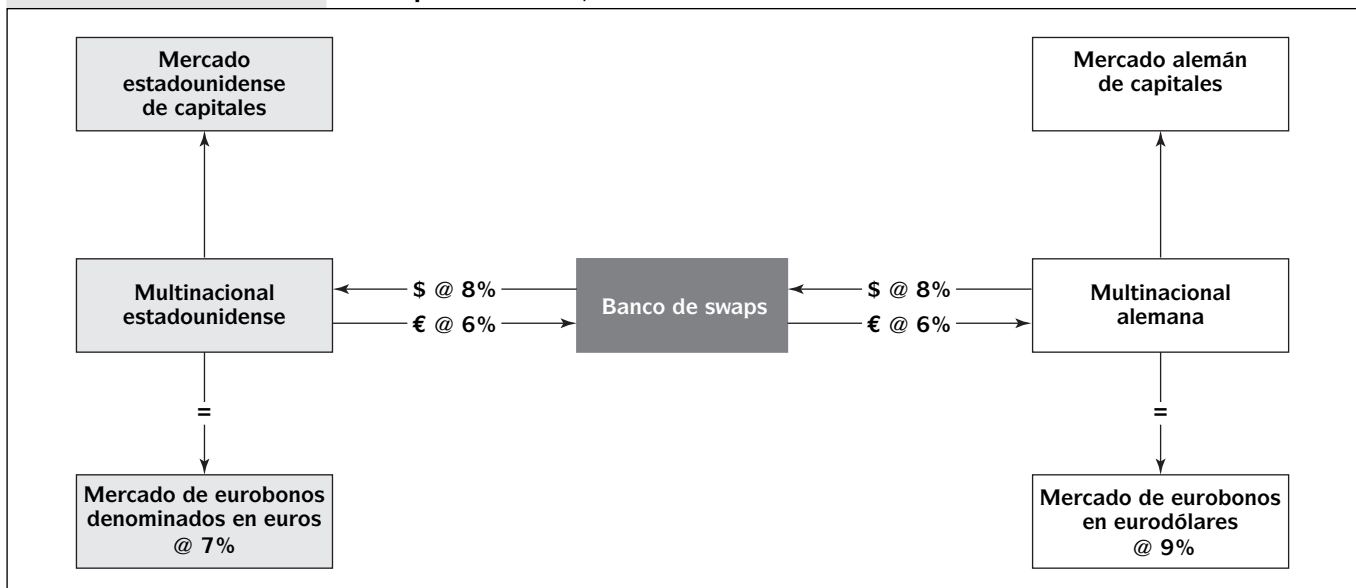 Mercado
estadounidense
de capitales
Mercado alemán
de capitales
Multinacional
estadounidense
$ @ 8%
€ @ 6%
Banco de swaps
$ @ 8%
€ @ 6%
Multinacional
alemana
=
=
Mercado de eurobonos
denominados en euros
@ 7%
Mercado de eurobonos
en eurodólares
@ 9%